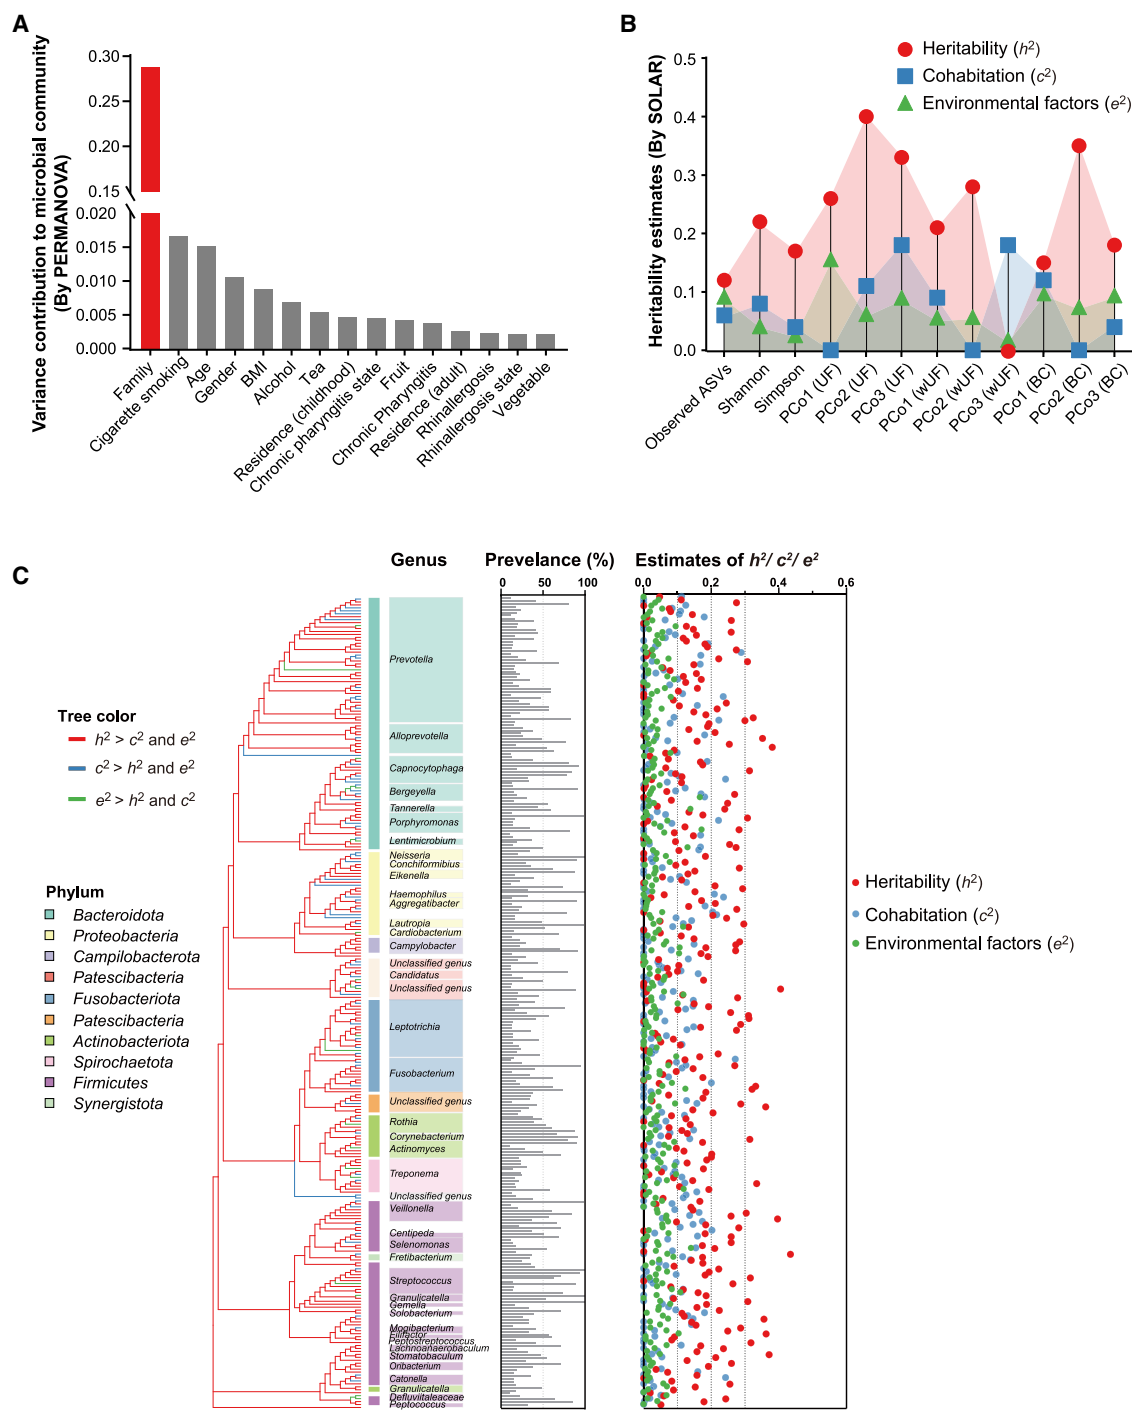 A
Variance contribution to microbial community
(By PERMANOVA)
0.30
0.25
0.20
0.15
0.020
0.015
0.010
0.005
0.000
Family
Cigarette smoking
Age
Gender
BMI
Alcohol
Tea
Residence (childhood)
Chronic pharyngitis state
Fruit
Chronic Pharyngitis
Residence (adult)
Rhinallergosis
Rhinallergosis state
Vegetable
B
Heritability estimates (By SOLAR)
0.5
0.4
0.3
0.2
0.1
0.0
Heritability (h²)
Cohabitation (c²)
Environmental factors (e²)
Observed ASVs
Shannon
Simpson
PCo1 (UF)
PCo2 (UF)
PCo3 (UF)
PCo1 (wUF)
PCo2 (wUF)
PCo3 (wUF)
PCo1 (BC)
PCo2 (BC)
PCo3 (BC)
C
Genus
Prevelance (%)
Estimates of h²/ c²/ e²
0 50 100
0.0 0.2 0.4 0.6
Tree color
h² > c² and e²
c² > h² and e²
e² > h² and c²
Phylum
Bacteroidota
Proteobacteria
Campilobacterota
Patescibacteria
Fusobacteriota
Patescibacteria
Actinobacteriota
Spirochaetota
Firmicutes
Synergistota
Prevotella
Alloprevotella
Capnocytophaga
Bergeyella
Tannerella
Porphyromonas
Lentimicrobium
Neisseria
Conchiformibius
Eikenella
Haemophilus
Aggregatibacter
Lautropia
Cardiobacterium
Campylobacter
Unclassified genus
Candidatus
Unclassified genus
Leptotrichia
Fusobacterium
Unclassified genus
Rothia
Corynebacterium
Actinomyces
Treponema
Unclassified genus
Veillonella
Centipeda
Selenomonas
Fretibacterium
Streptococcus
Granulicatella
Gemella
Solobacterium
Mogibacterium
Filifactor
Peptostreptococcus
Lachnoanaerobaculum
Stomatobaculum
Oribacterium
Catonella
Granulicatella
Defluviitaleaceae
Peptococcus
Heritability (h²)
Cohabitation (c²)
Environmental factors (e²)